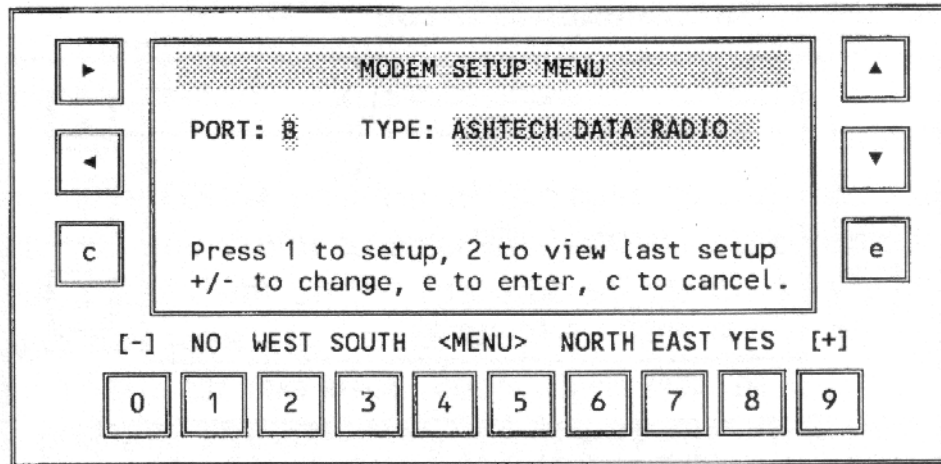 MODEM SETUP MENU
PORT: B TYPE: ASHTECH DATA RADIO
c
Press 1 to setup, 2 to view last setup
+/- to change, e to enter, c to cancel.
e
[-] NO WEST SOUTH <MENU> NORTH EAST YES [+]
0 1 2 3 4 5 6 7 8 9